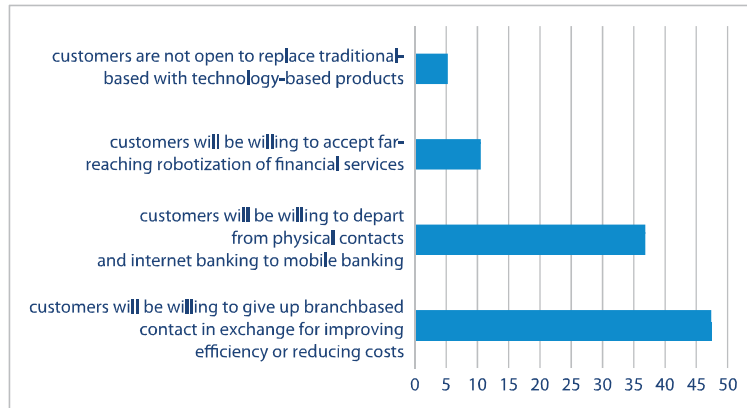 customers are not open to replace traditional-
based with technology-based products
customers will be willing to accept far-
reaching robotization of financial services
customers will be willing to depart
from physical contacts
and internet banking to mobile banking
customers will be willing to give up branchbased
contact in exchange for improving
efficiency or reducing costs
0 5 10 15 20 25 30 35 40 45 50